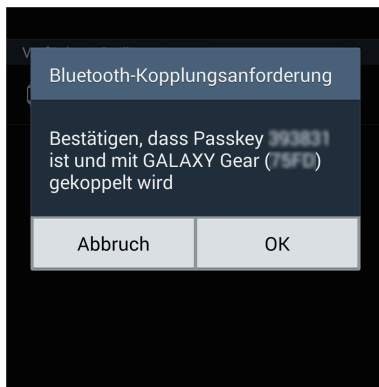 Bluetooth-Kopplungsanforderung
Bestätigen, dass Passkey 393831
ist und mit GALAXY Gear (75FD)
gekoppelt wird
Abbruch
OK